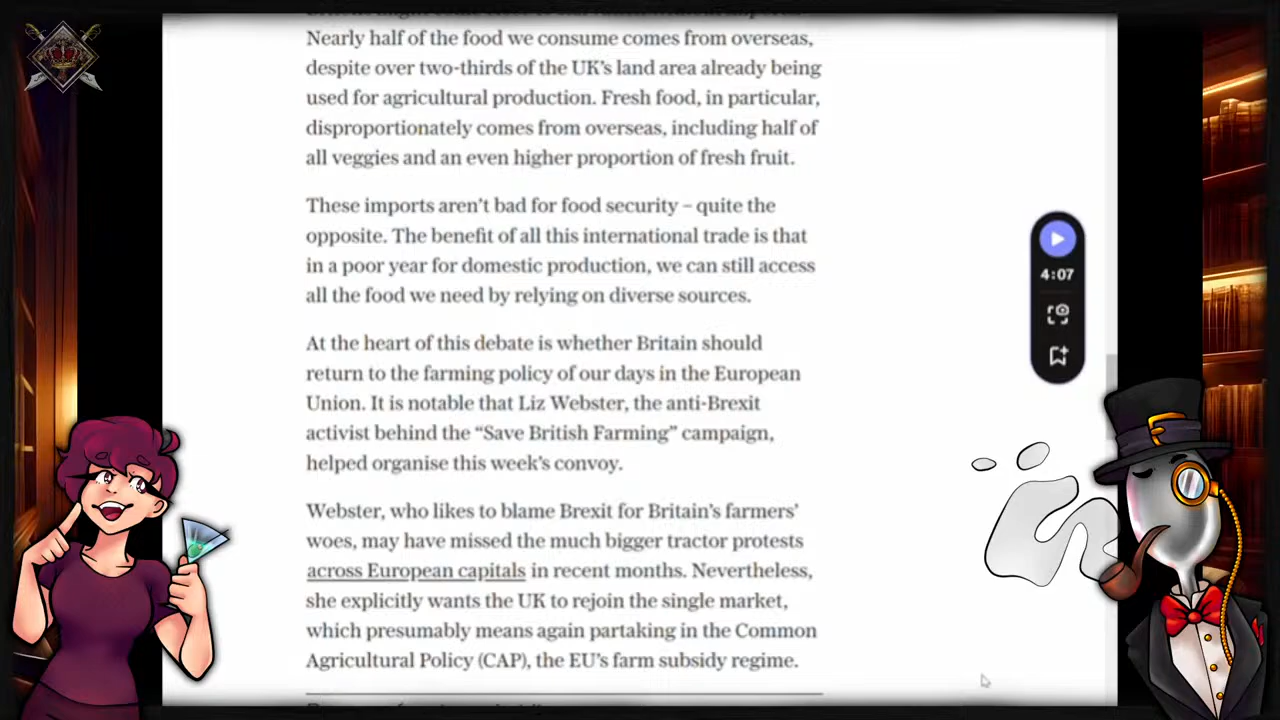 Nearly half of the food we consume comes from overseas,
despite over two-thirds of the UK's land area already being
used for agricultural production. Fresh food, in particular,
disproportionately comes from overseas, including half of
all veggies and an even higher proportion of fresh fruit.
These imports aren't bad for food security – quite the
opposite. The benefit of all this international trade is that
in a poor year for domestic production, we can still access
all the food we need by relying on diverse sources.
4:07
At the heart of this debate is whether Britain should
return to the farming policy of our days in the European
Union. It is notable that Liz Webster, the anti-Brexit
activist behind the “Save British Farming” campaign,
helped organise this week's convoy.
Webster, who likes to blame Brexit for Britain's farmers'
woes, may have missed the much bigger tractor protests
across European capitals in recent months. Nevertheless,
she explicitly wants the UK to rejoin the single market,
which presumably means again partaking in the Common
Agricultural Policy (CAP), the EU's farm subsidy regime.